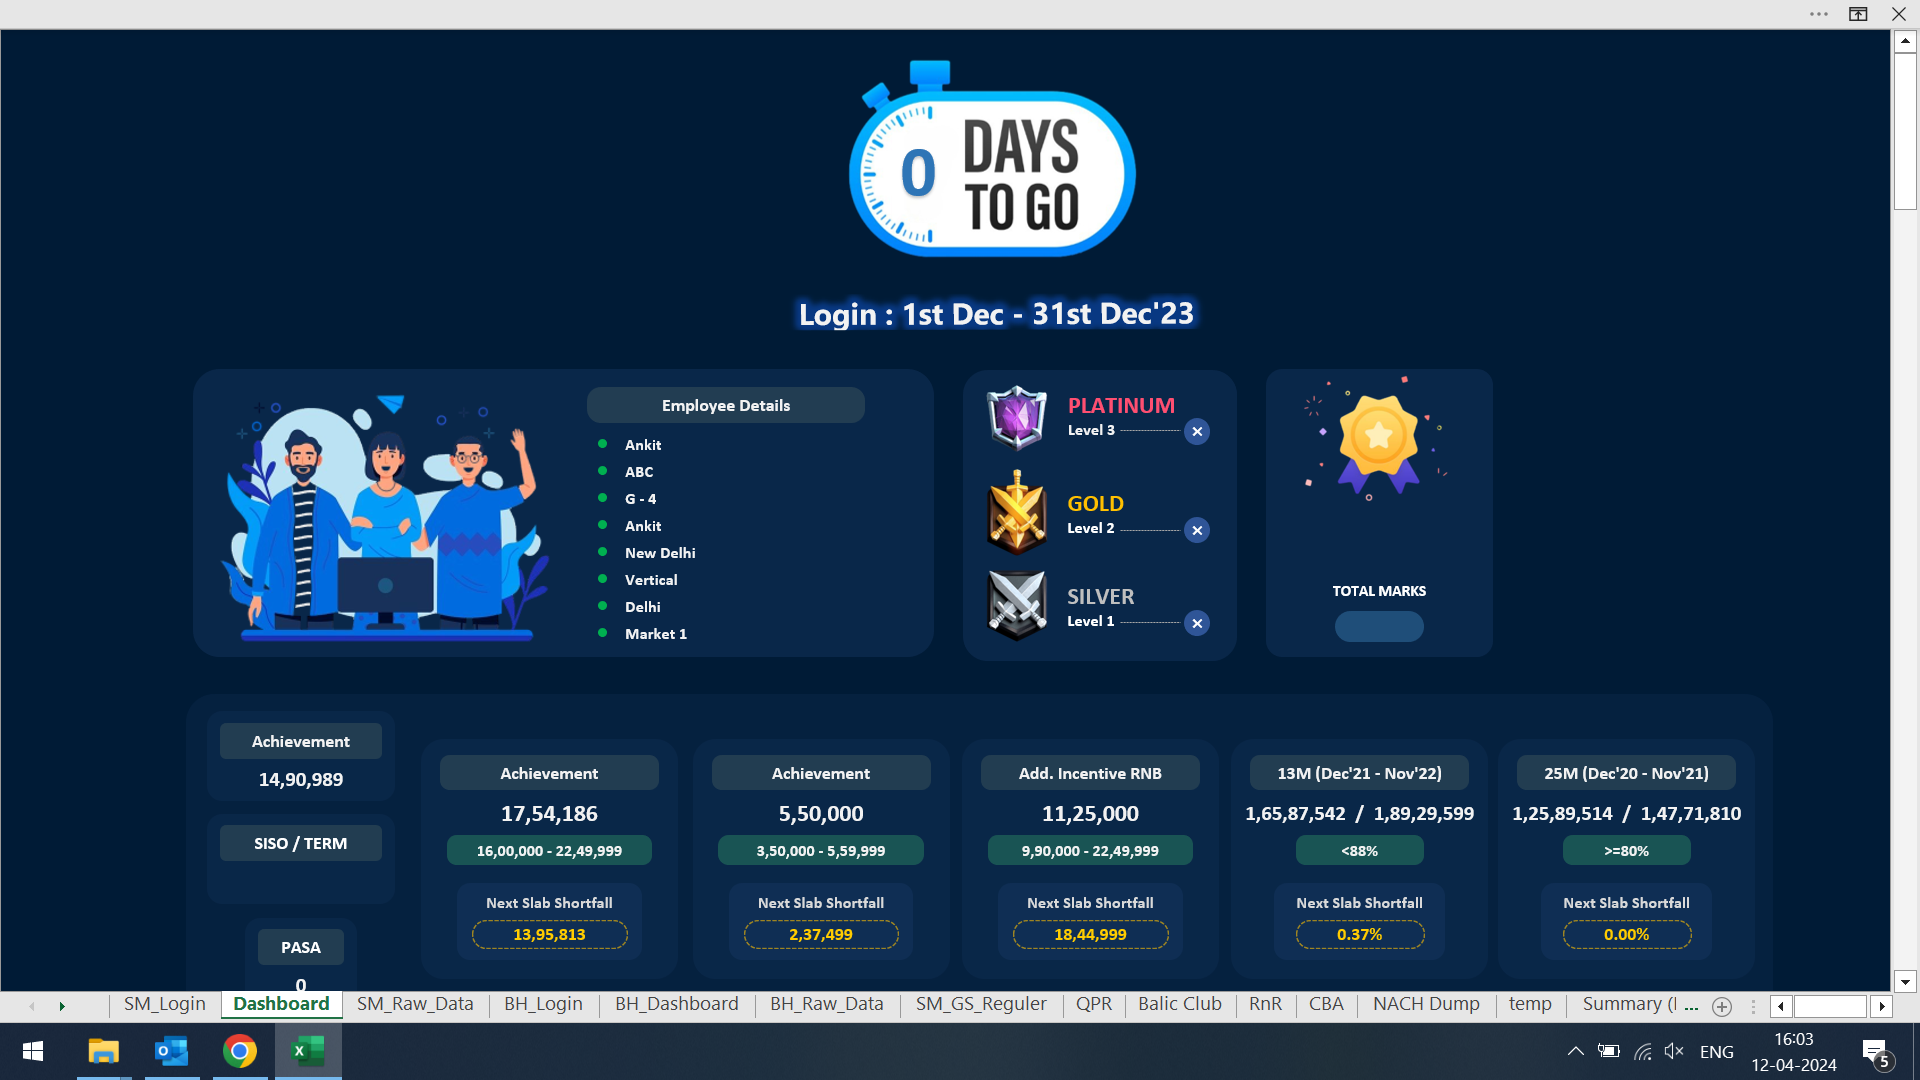 0 DAYS
TO GO
Login : 1st Dec - 31st Dec'23
Employee Details
Ankit
ABC
G - 4
Ankit
New Delhi
Vertical
Delhi
Market 1
PLATINUM
Level 3
GOLD
Level 2
SILVER
Level 1
TOTAL MARKS
Achievement
14,90,989
SISO / TERM
PASA
0
Achievement
17,54,186
16,00,000 - 22,49,999
Next Slab Shortfall
13,95,813
Achievement
5,50,000
3,50,000 - 5,59,999
Next Slab Shortfall
2,37,499
Add. Incentive RNB
11,25,000
9,90,000 - 22,49,999
Next Slab Shortfall
18,44,999
13M (Dec'21 - Nov'22)
1,65,87,542 / 1,89,29,599
<88%
Next Slab Shortfall
0.37%
25M (Dec'20 - Nov'21)
1,25,89,514 / 1,47,71,810
>=80%
Next Slab Shortfall
0.00%
SM_Login Dashboard SM_Raw_Data BH_Login BH_Dashboard BH_Raw_Data SM_GS_Reguler QPR Balic Club RnR CBA NACH Dump temp Summary (I ...
ENG
16:03
12-04-2024
5